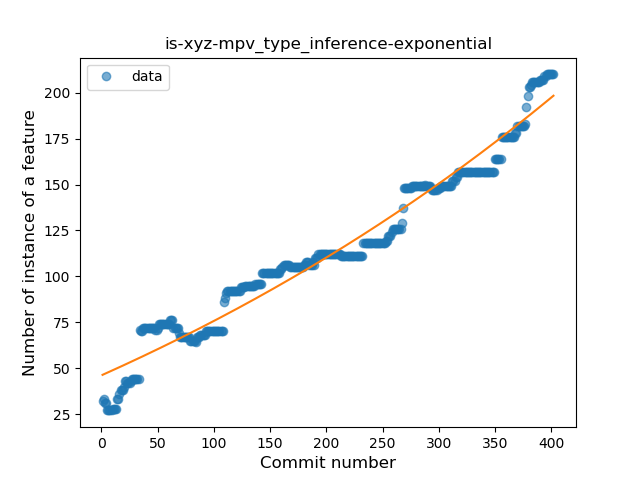 is-xyz-mpv_type_inference-exponential
data
Number of instance of a feature
200
175
150
125
100
75
50
25
0 50 100 150 200 250 300 350 400
Commit number